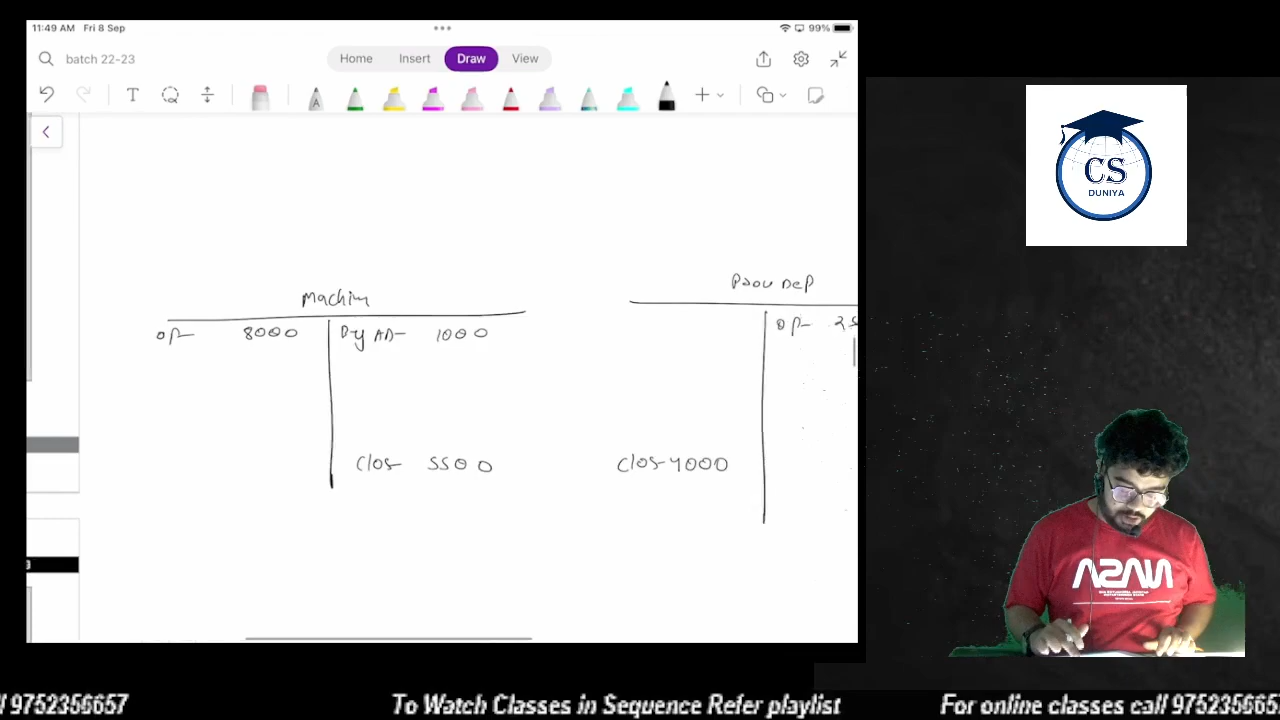 11:49 AM Fri 8 Sep
99%
batch 22-23
Home Insert Draw View
T
A
CS
DUNIYA
Machin
Prov Dep
op 8000 By AD 1000
op
Clos 5500
Clos 4000
NASA
9752356657
To Watch Classes in Sequence Refer playlist
For online classes call 975235665